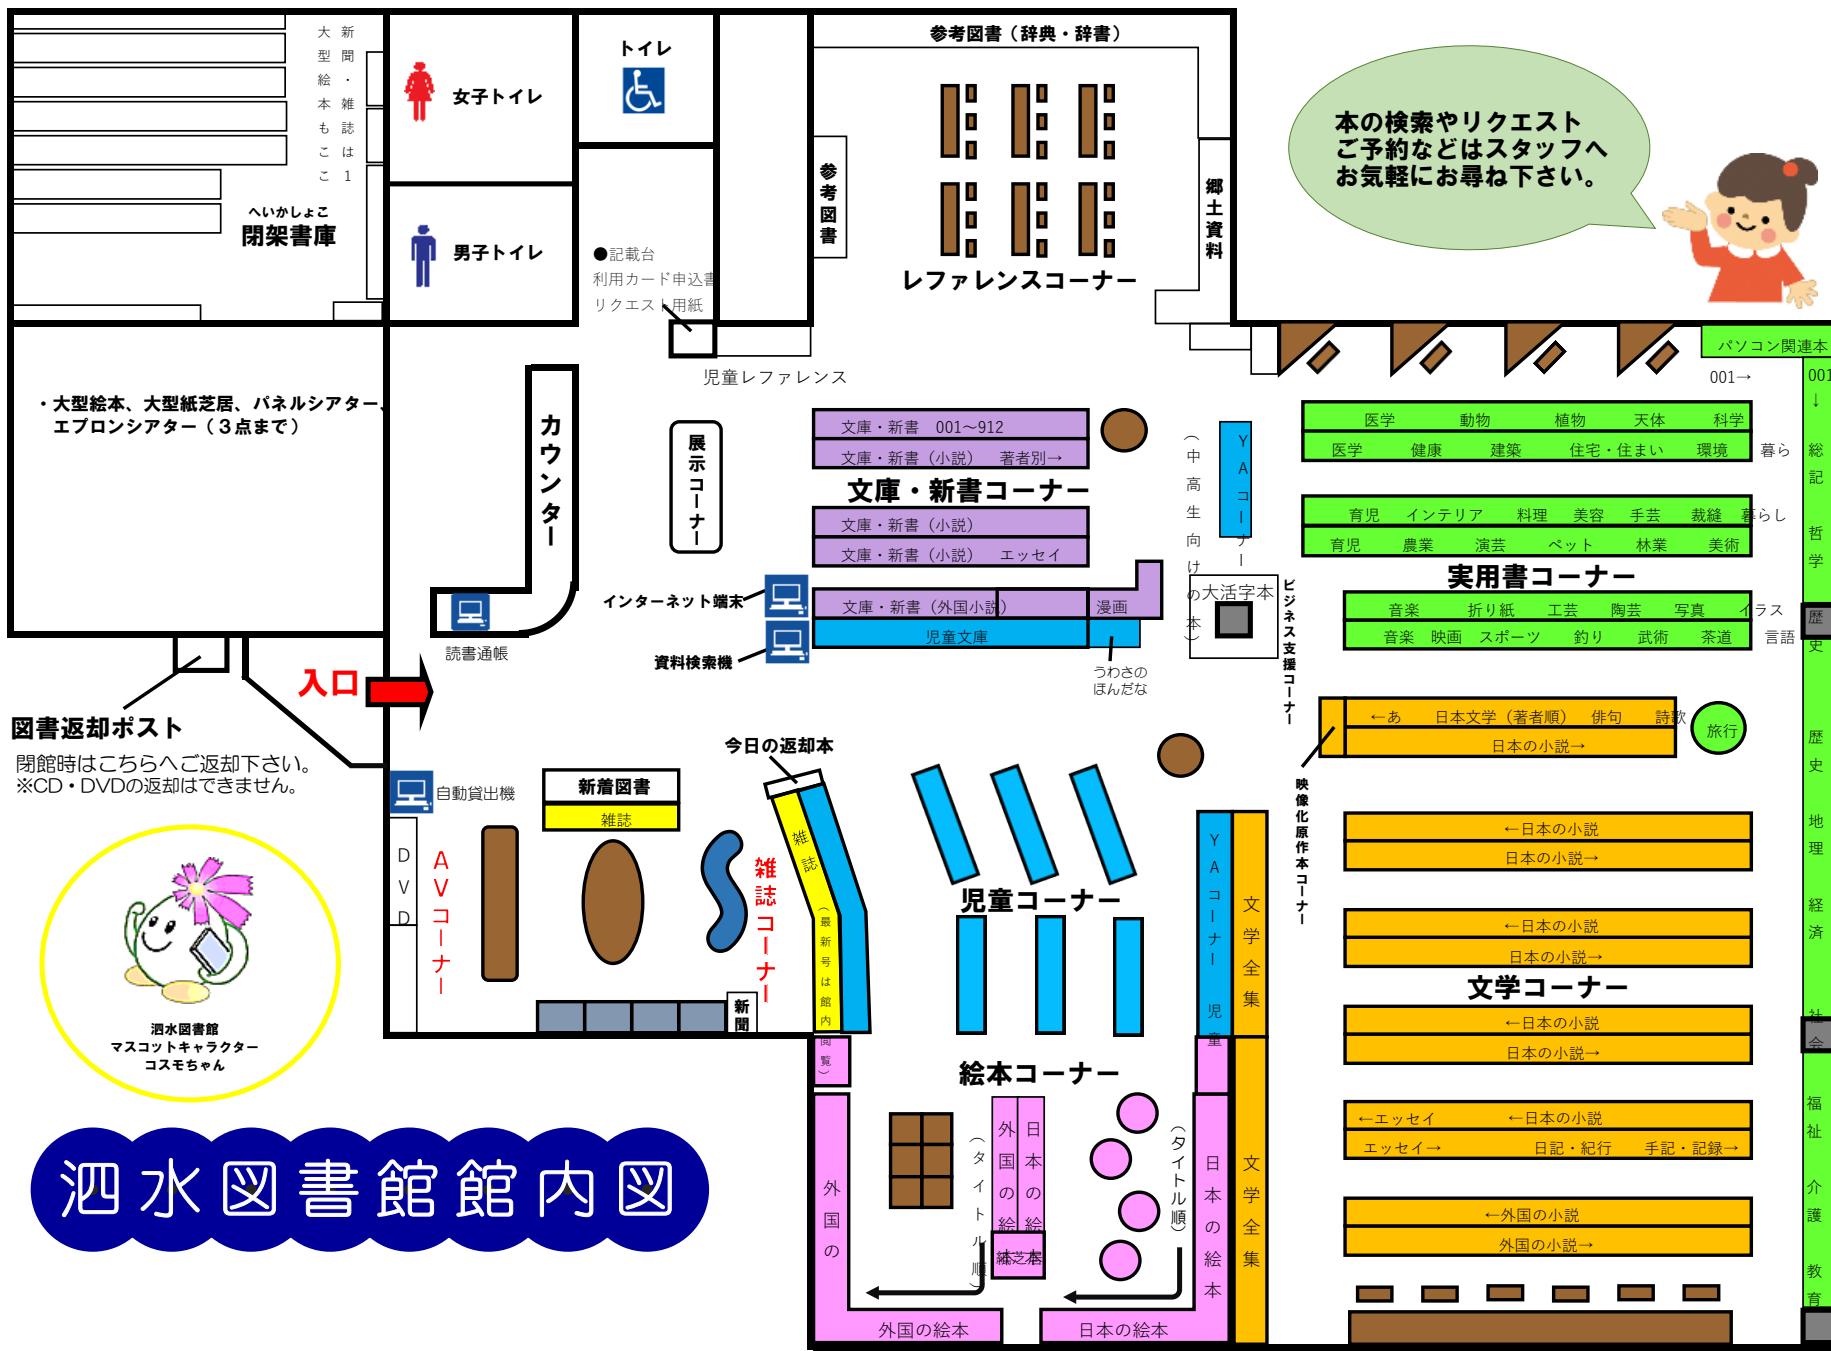 新聞・雑誌は1
大型絵本もここ
へいかしょこ
閉架書庫
女子トイレ
男子トイレ
トイレ
●記載台
利用カード申込書
リクエスト用紙
参考図書（辞典・辞書）
参考図書
郷土資料
レファレンスコーナー
本の検索やリクエスト
ご予約などはスタッフへ
お気軽にお尋ね下さい。
・大型絵本、大型紙芝居、パネルシアター、
エプロンシアター（３点まで）
カウンター
児童レファレンス
展示コーナー
文庫・新書　001～912
文庫・新書（小説）　著者別→
文庫・新書コーナー
文庫・新書（小説）
文庫・新書（小説）　エッセイ
文庫・新書（外国小説）
漫画
児童文庫
うわさの
ほんだな
インターネット端末
資料検索機
読書通帳
ＹＡコーナー
（中高生向けの本）
大活字本
ビジネス支援コーナー
パソコン関連本
001→
001
↓
総記　哲学　歴史　歴史　地理　経済　社会　福祉　介護　教育
医学　動物　植物　天体　科学
医学　健康　建築　住宅・住まい　環境　暮ら
育児　インテリア　料理　美容　手芸　裁縫　暮らし
育児　農業　演芸　ペット　林業　美術
実用書コーナー
音楽　折り紙　工芸　陶芸　写真　イラス
音楽　映画　スポーツ　釣り　武術　茶道　言語
入口
図書返却ポスト
閉館時はこちらへご返却下さい。
※CD・DVDの返却はできません。
自動貸出機
ＤＶＤ
ＡＶコーナー
新着図書
雑誌
今日の返却本
雑誌
（最新号は館内閲覧）
雑誌コーナー
新聞
児童コーナー
ＹＡコーナー　児童
文学全集
映像化原作本コーナー
←あ　日本文学（著者順）　俳句　詩歌
日本の小説→
旅行
←日本の小説
日本の小説→
←日本の小説
日本の小説→
文学コーナー
←日本の小説
日本の小説→
←エッセイ　←日本の小説
エッセイ→　日記・紀行　手記・記録→
←外国の小説
外国の小説→
絵本コーナー
外国の
外国の絵本
（タイトル順）
外国の絵本
日本の絵本
紙芝居
（タイトル順）
日本の絵本
日本の絵本
文学全集
泗水図書館
マスコットキャラクター
コスモちゃん
泗水図書館館内図